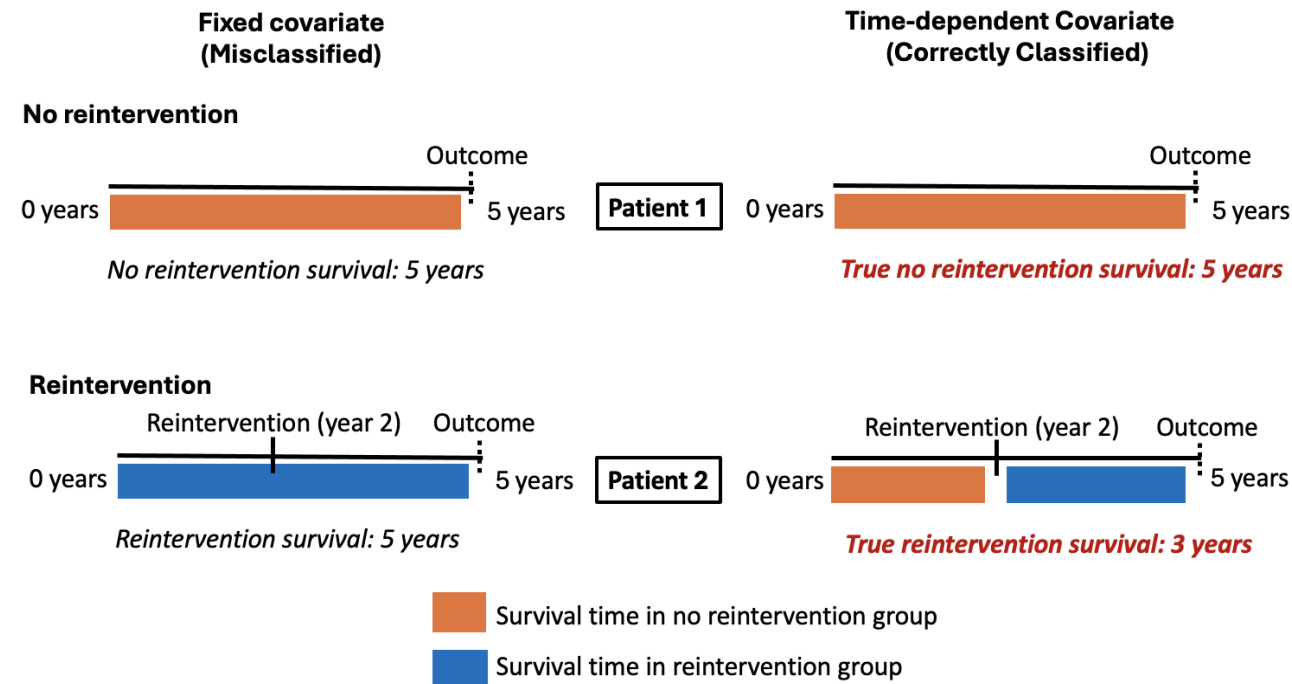 Fixed covariate
(Misclassified)
Time-dependent Covariate
(Correctly Classified)
No reintervention
Outcome
0 years
5 years
No reintervention survival: 5 years
Patient 1
Outcome
0 years
5 years
True no reintervention survival: 5 years
Reintervention
Reintervention (year 2)
Outcome
0 years
5 years
Reintervention survival: 5 years
Patient 2
Reintervention (year 2)
Outcome
0 years
5 years
True reintervention survival: 3 years
Survival time in no reintervention group
Survival time in reintervention group